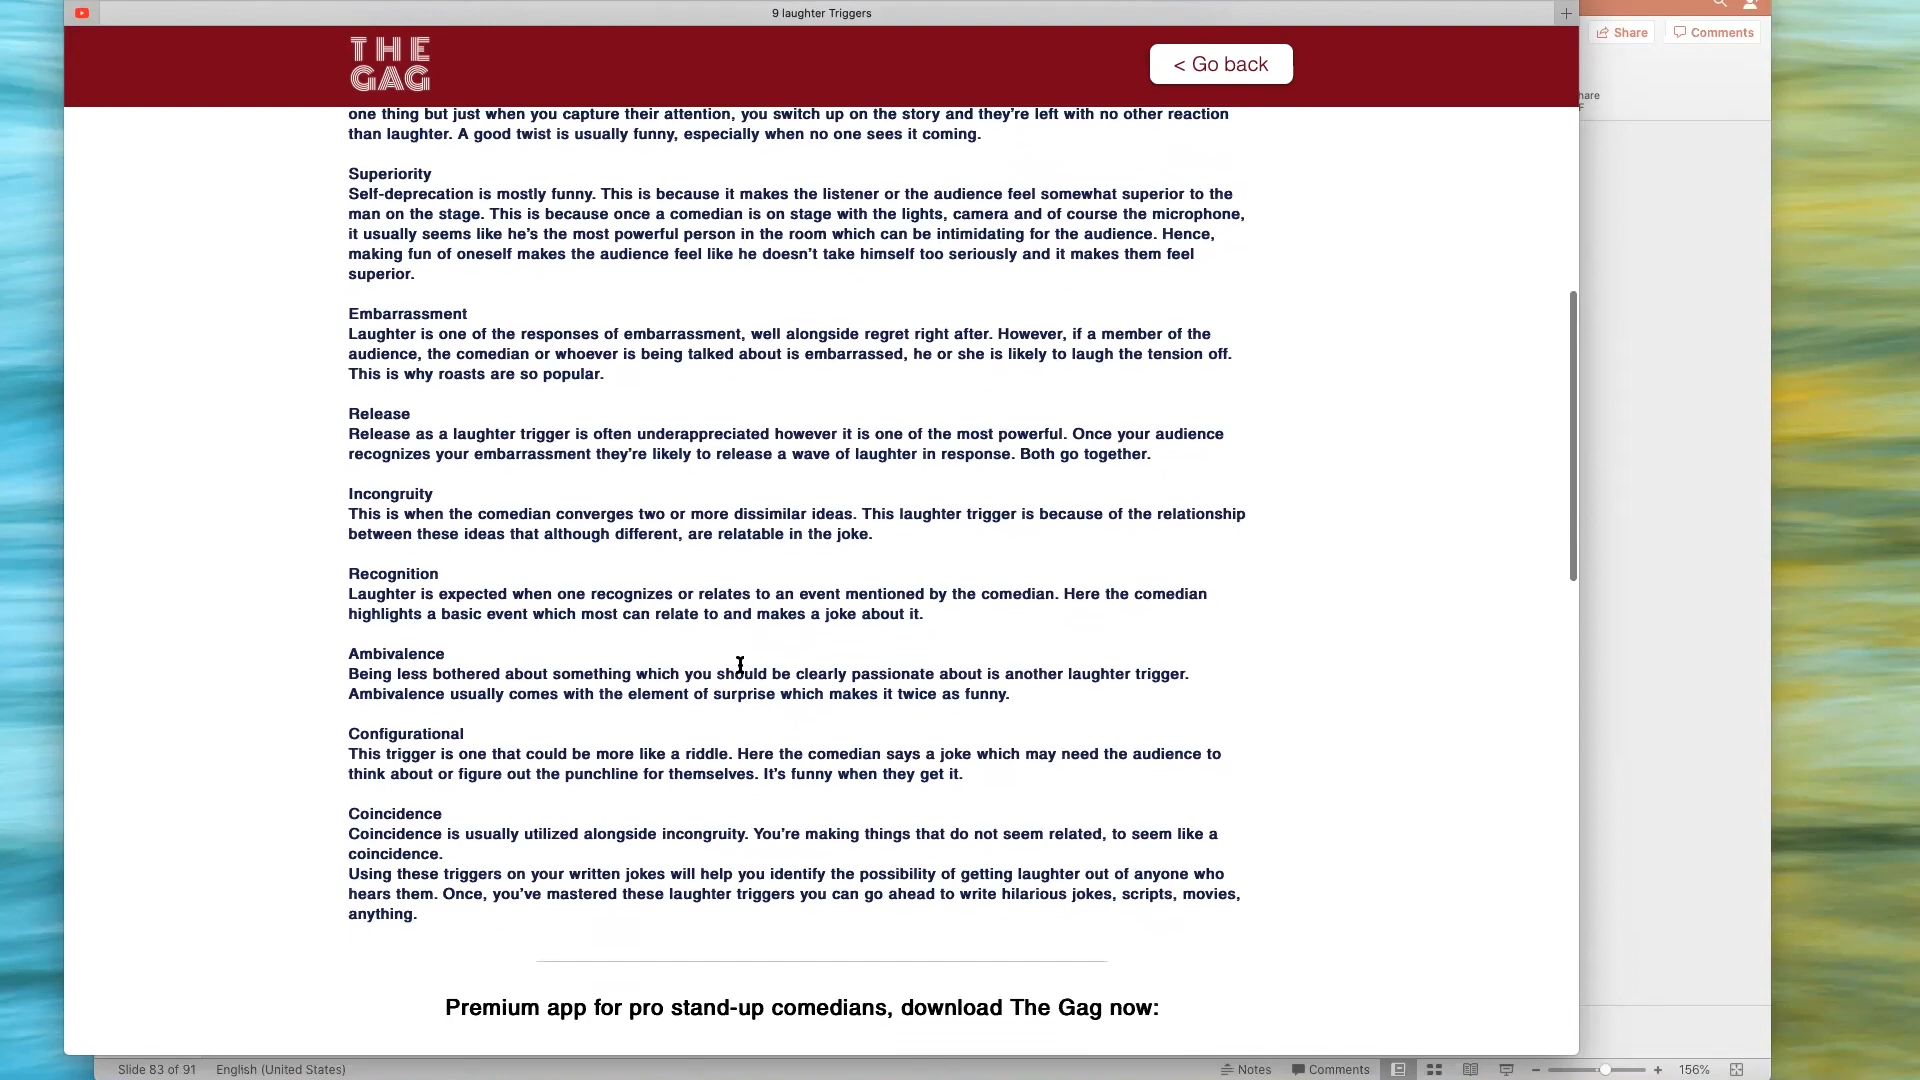 9 laughter Triggers
THE
GAG
< Go back
Share
Comments
hare
one thing but just when you capture their attention, you switch up on the story and they’re left with no other reaction
than laughter. A good twist is usually funny, especially when no one sees it coming.
Superiority
Self-deprecation is mostly funny. This is because it makes the listener or the audience feel somewhat superior to the
man on the stage. This is because once a comedian is on stage with the lights, camera and of course the microphone,
it usually seems like he’s the most powerful person in the room which can be intimidating for the audience. Hence,
making fun of oneself makes the audience feel like he doesn’t take himself too seriously and it makes them feel
superior.
Embarrassment
Laughter is one of the responses of embarrassment, well alongside regret right after. However, if a member of the
audience, the comedian or whoever is being talked about is embarrassed, he or she is likely to laugh the tension off.
This is why roasts are so popular.
Release
Release as a laughter trigger is often underappreciated however it is one of the most powerful. Once your audience
recognizes your embarrassment they’re likely to release a wave of laughter in response. Both go together.
Incongruity
This is when the comedian converges two or more dissimilar ideas. This laughter trigger is because of the relationship
between these ideas that although different, are relatable in the joke.
Recognition
Laughter is expected when one recognizes or relates to an event mentioned by the comedian. Here the comedian
highlights a basic event which most can relate to and makes a joke about it.
Ambivalence
Being less bothered about something which you should be clearly passionate about is another laughter trigger.
Ambivalence usually comes with the element of surprise which makes it twice as funny.
Configurational
This trigger is one that could be more like a riddle. Here the comedian says a joke which may need the audience to
think about or figure out the punchline for themselves. It’s funny when they get it.
Coincidence
Coincidence is usually utilized alongside incongruity. You’re making things that do not seem related, to seem like a
coincidence.
Using these triggers on your written jokes will help you identify the possibility of getting laughter out of anyone who
hears them. Once, you’ve mastered these laughter triggers you can go ahead to write hilarious jokes, scripts, movies,
anything.
Premium app for pro stand-up comedians, download The Gag now:
Slide 83 of 91
English (United States)
Notes
Comments
156%